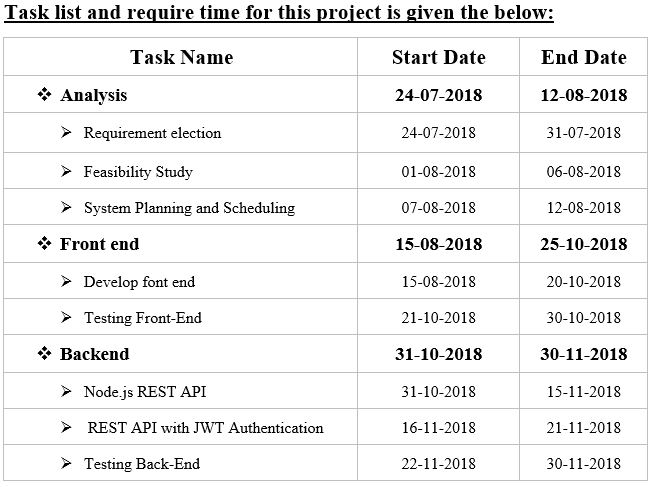 Task list and require time for this project is given the below:
Task Name Start Date End Date
❖ Analysis 24-07-2018 12-08-2018
➢ Requirement election 24-07-2018 31-07-2018
➢ Feasibility Study 01-08-2018 06-08-2018
➢ System Planning and Scheduling 07-08-2018 12-08-2018
❖ Front end 15-08-2018 25-10-2018
➢ Develop font end 15-08-2018 20-10-2018
➢ Testing Front-End 21-10-2018 30-10-2018
❖ Backend 31-10-2018 30-11-2018
➢ Node.js REST API 31-10-2018 15-11-2018
➢ REST API with JWT Authentication 16-11-2018 21-11-2018
➢ Testing Back-End 22-11-2018 30-11-2018